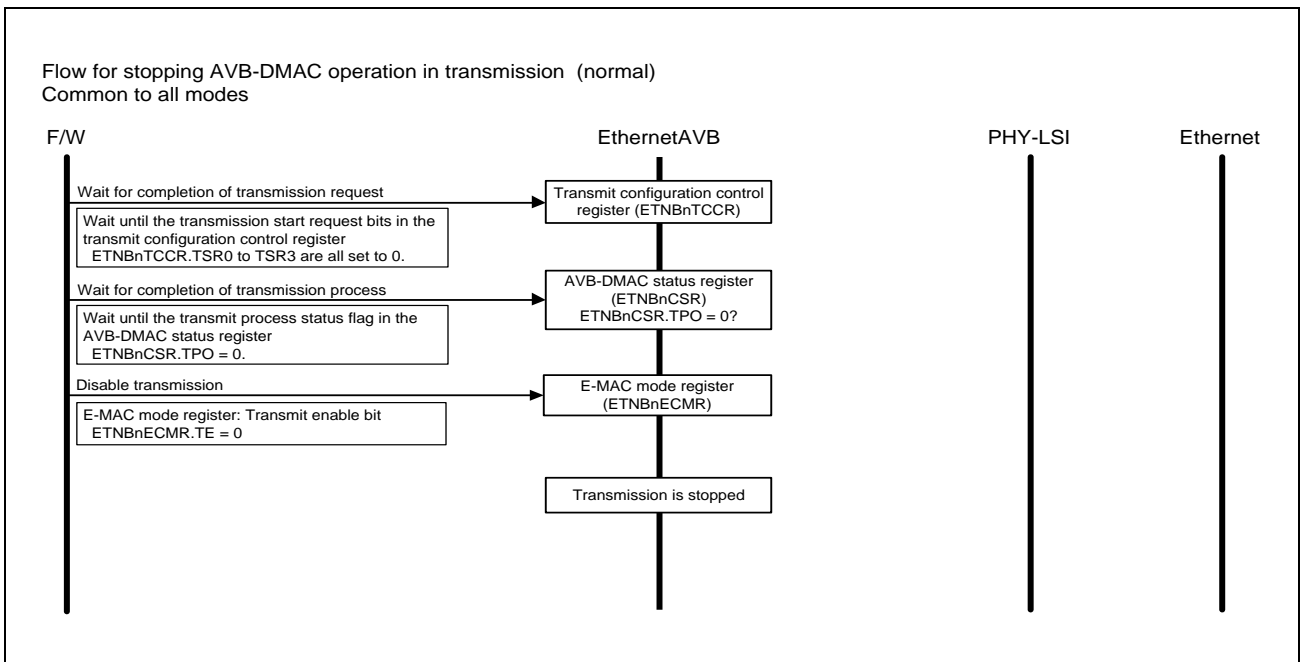 Flow for stopping AVB-DMAC operation in transmission (normal)
Common to all modes
F/W
EthernetAVB
PHY-LSI
Ethernet
Wait for completion of transmission request
Transmit configuration control
register (ETNBnTCCR)
Wait until the transmission start request bits in the
transmit configuration control register
ETNBnTCCR.TSR0 to TSR3 are all set to 0.
Wait for completion of transmission process
AVB-DMAC status register
(ETNBnCSR)
ETNBnCSR.TPO = 0?
Wait until the transmit process status flag in the
AVB-DMAC status register
ETNBnCSR.TPO = 0.
Disable transmission
E-MAC mode register
(ETNBnECMR)
E-MAC mode register: Transmit enable bit
ETNBnECMR.TE = 0
Transmission is stopped